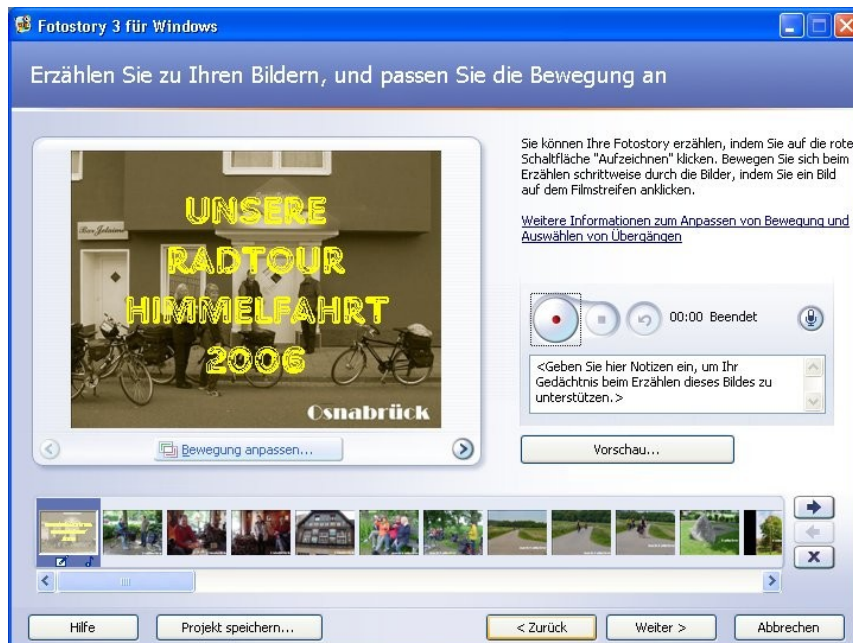 Fotostory 3 für Windows
Erzählen Sie zu Ihren Bildern, und passen Sie die Bewegung an
Bar Jelaime
UNSERE
RADTOUR
HIMMELFAHRT
2006
Osnabrück
Bewegung anpassen...
Sie können Ihre Fotostory erzählen, indem Sie auf die rote
Schaltfläche "Aufzeichnen" klicken. Bewegen Sie sich beim
Erzählen schrittweise durch die Bilder, indem Sie ein Bild
auf dem Filmstreifen anklicken.
Weitere Informationen zum Anpassen von Bewegung und
Auswählen von Übergängen
00:00 Beendet
<Geben Sie hier Notizen ein, um Ihr
Gedächtnis beim Erzählen dieses Bildes zu
unterstützen.>
Vorschau...
Hilfe
Projekt speichern...
< Zurück
Weiter >
Abbrechen